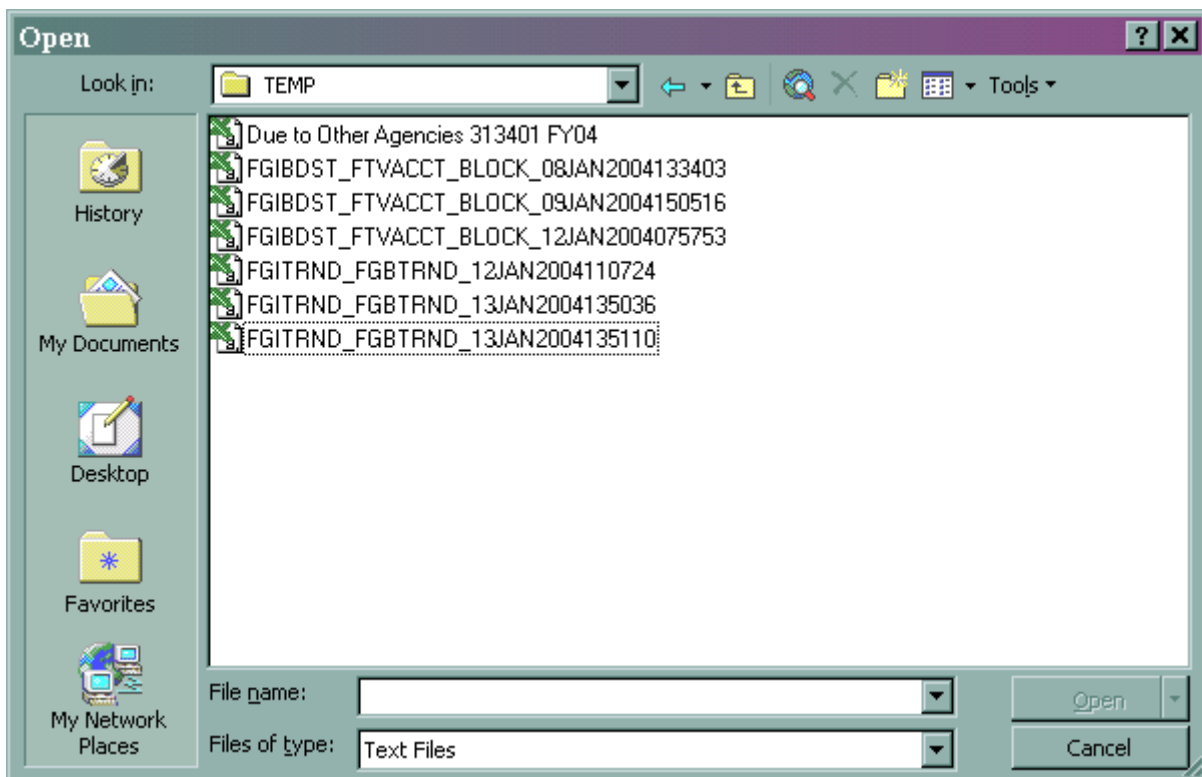 Open
Look in: TEMP Tools
Due to Other Agencies 313401 FY04
FGIBDST_FTVACCT_BLOCK_08JAN2004133403
FGIBDST_FTVACCT_BLOCK_09JAN2004150516
FGIBDST_FTVACCT_BLOCK_12JAN2004075753
FGITRND_FGBTRND_12JAN2004110724
FGITRND_FGBTRND_13JAN2004135036
FGITRND_FGBTRND_13JAN2004135110
History
My Documents
Desktop
Favorites
My Network
Places
File name:
Open
Files of type: Text Files
Cancel